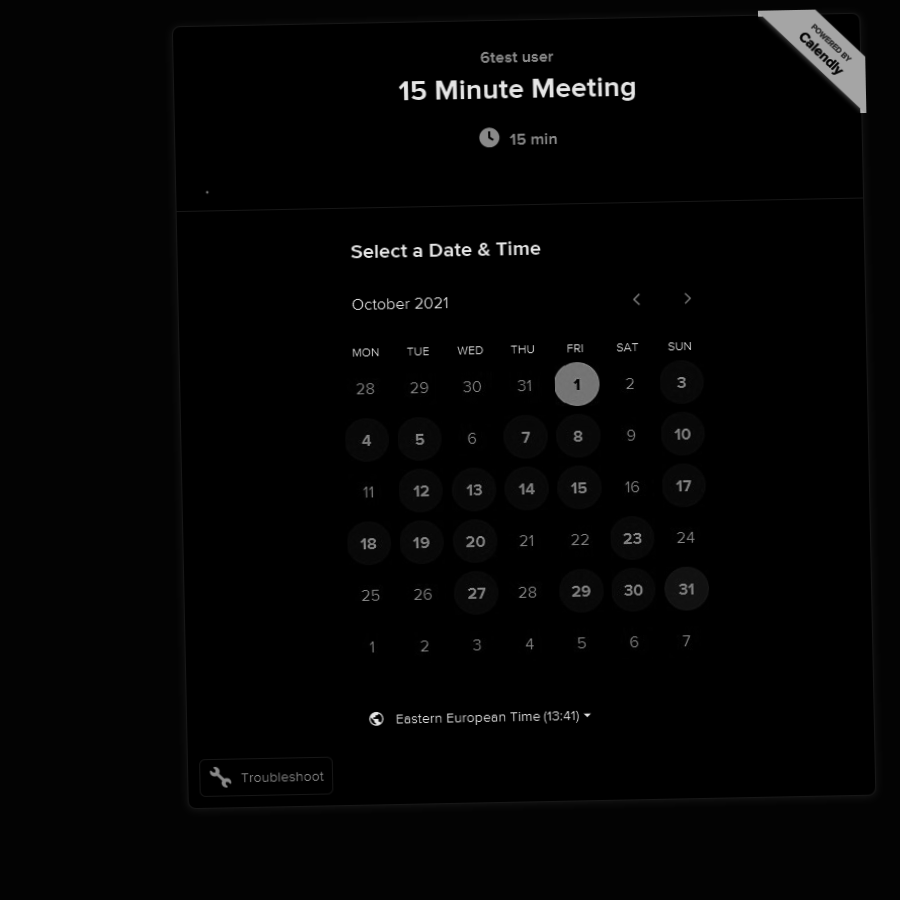 POWERED BY
Calendly
6test user
15 Minute Meeting
15 min
.
Select a Date & Time
October 2021
MON TUE WED THU FRI SAT SUN
28 29 30 31 1 2 3
4 5 6 7 8 9 10
11 12 13 14 15 16 17
18 19 20 21 22 23 24
25 26 27 28 29 30 31
1 2 3 4 5 6 7
Eastern European Time (13:41)
Troubleshoot